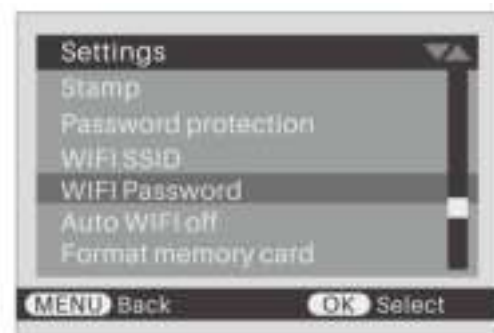 Settings
Stamp
Password protection
WIFI SSID
WIFI Password
Auto WIFI off
Format memory card
MENU Back OK Select